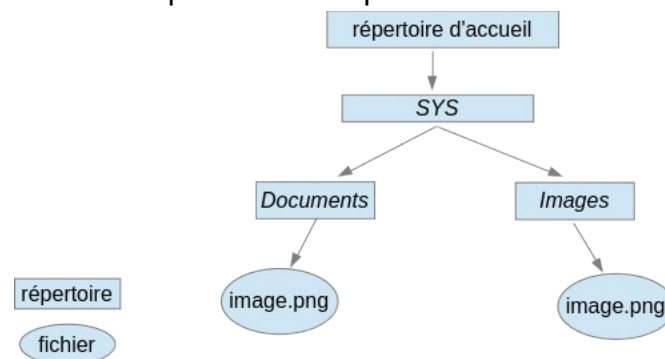 répertoire d'accueil
SYS
Documents
Images
image.png
image.png
répertoire
fichier